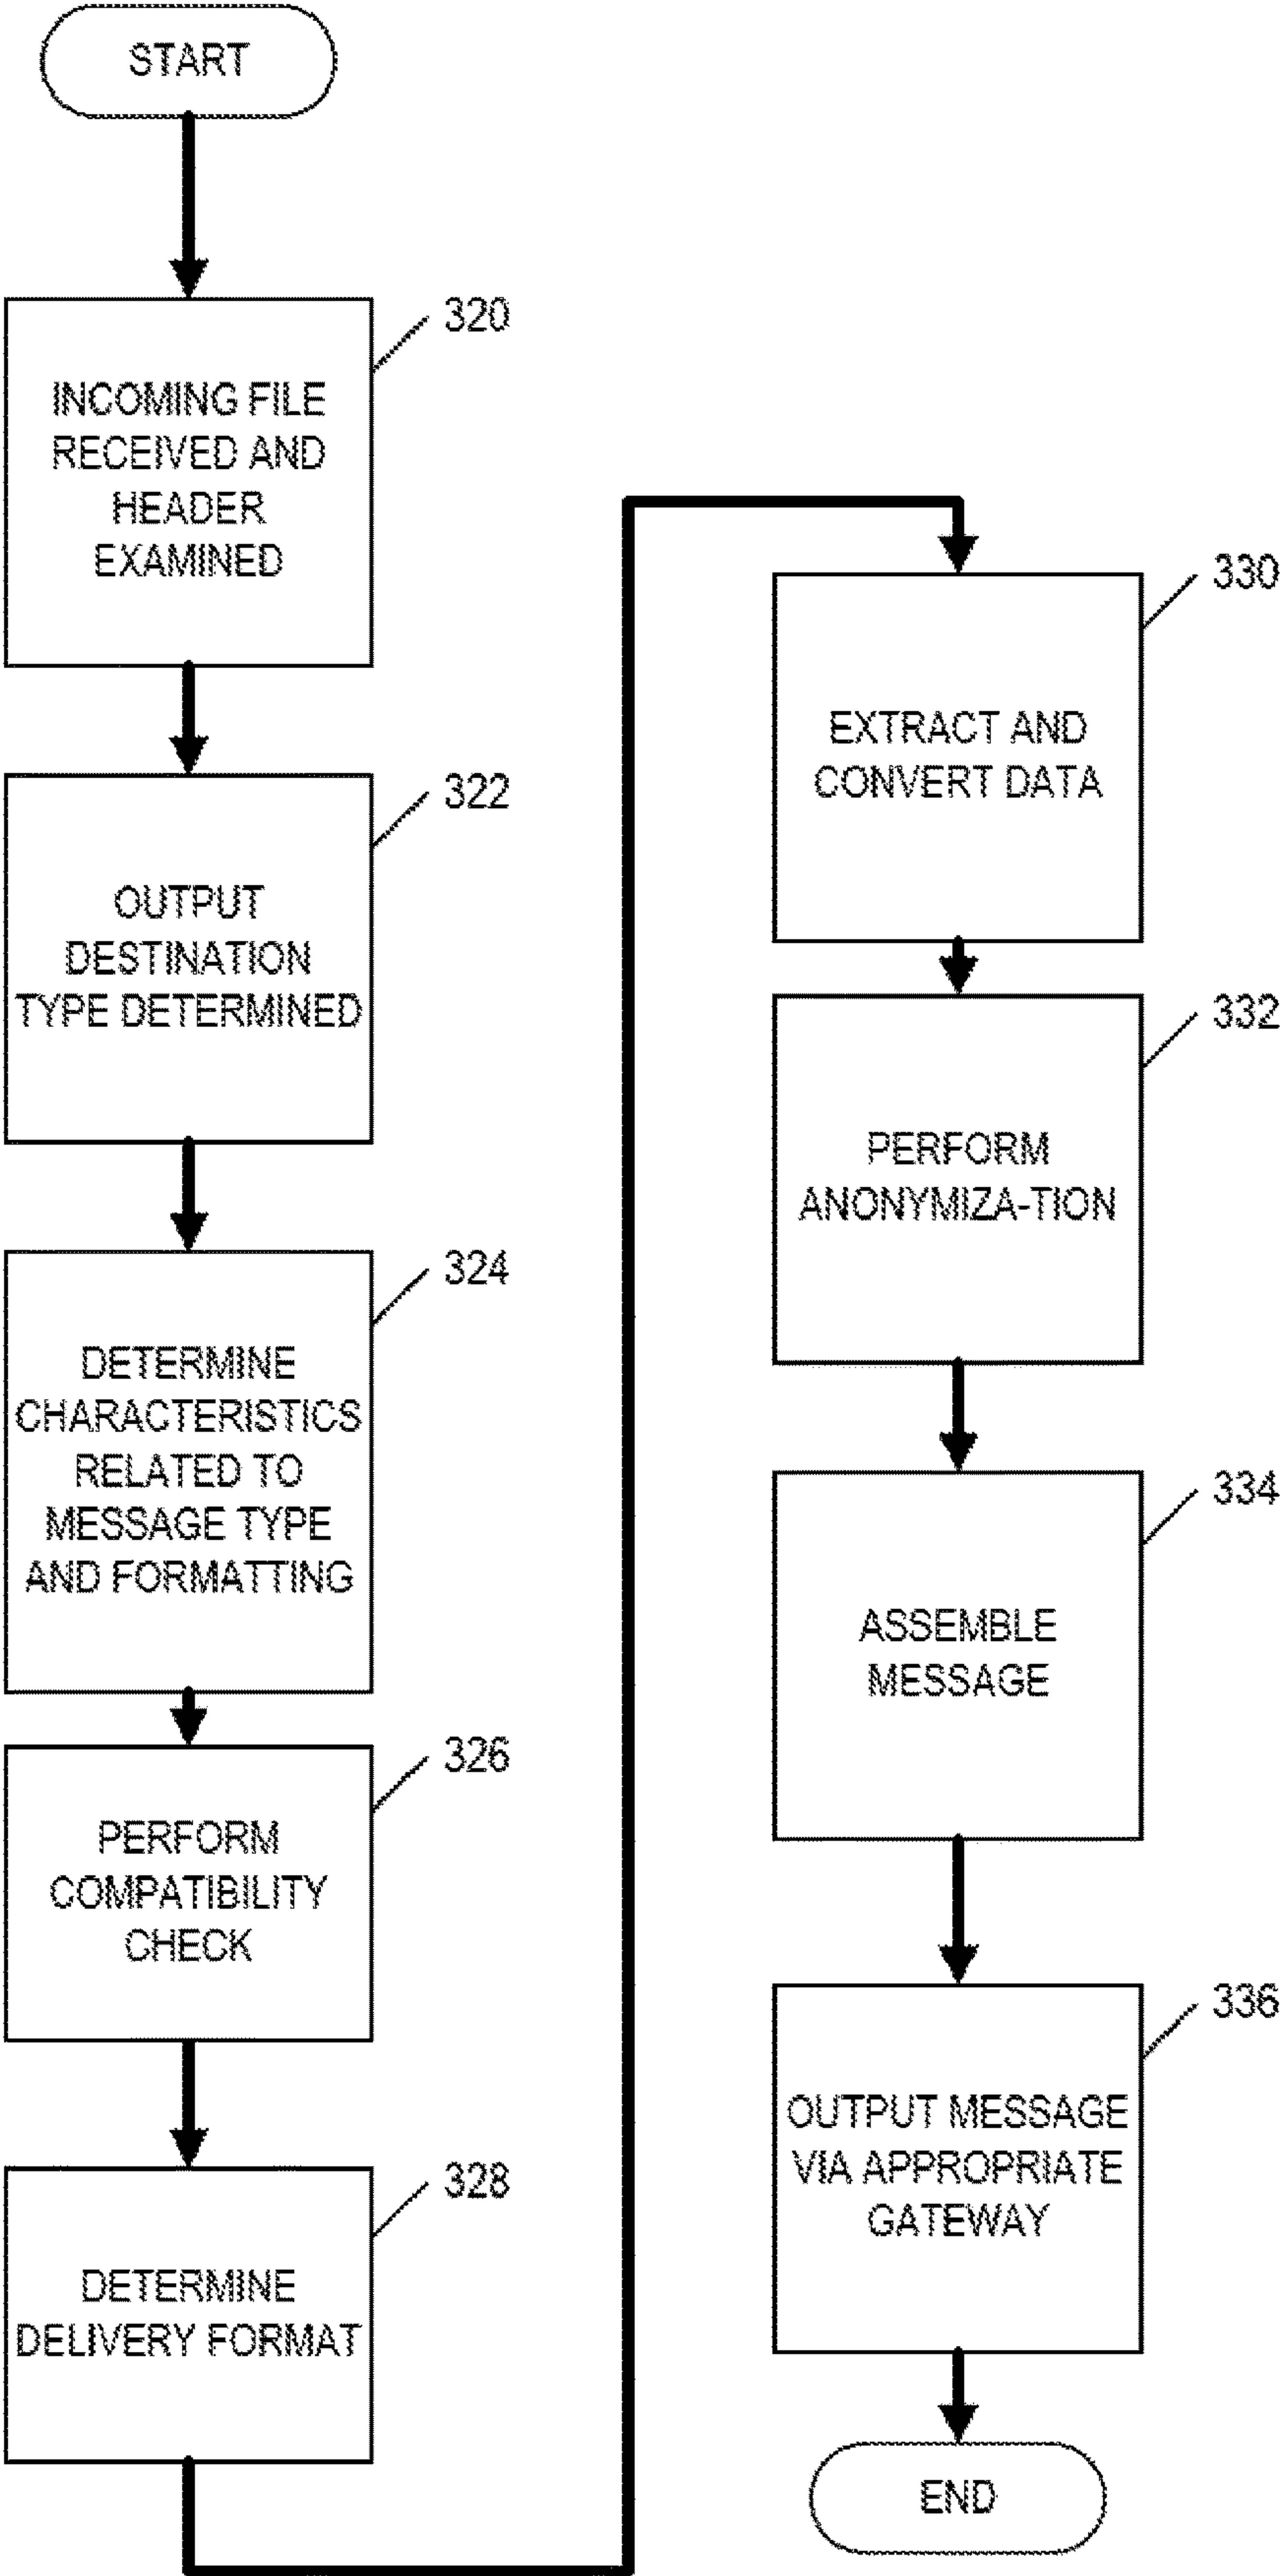 START
320
INCOMING FILE
RECEIVED AND
HEADER
EXAMINED
322
OUTPUT
DESTINATION
TYPE DETERMINED
324
DETERMINE
CHARACTERISTICS
RELATED TO
MESSAGE TYPE
AND FORMATTING
326
PERFORM
COMPATIBILITY
CHECK
328
DETERMINE
DELIVERY FORMAT
330
EXTRACT AND
CONVERT DATA
332
PERFORM
ANONYMIZA-TION
334
ASSEMBLE
MESSAGE
336
OUTPUT MESSAGE
VIA APPROPRIATE
GATEWAY
END